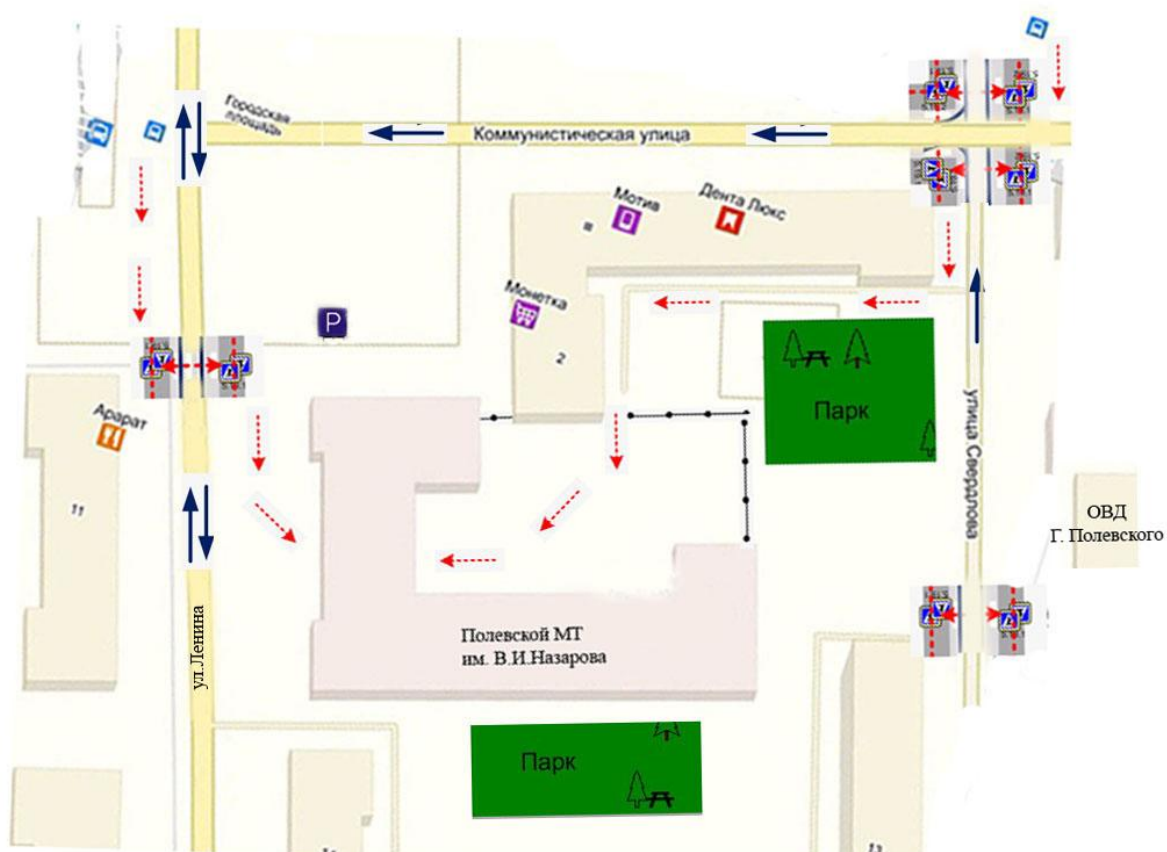 Городская
площадь
Коммунистическая улица
Мотив
Дента Люкс
Монетка
P
2
Парк
Арарат
11
улица Свердлова
ОВД
Г. Полевского
ул.Ленина
Полевской МТ
им. В.И.Назарова
Парк
13